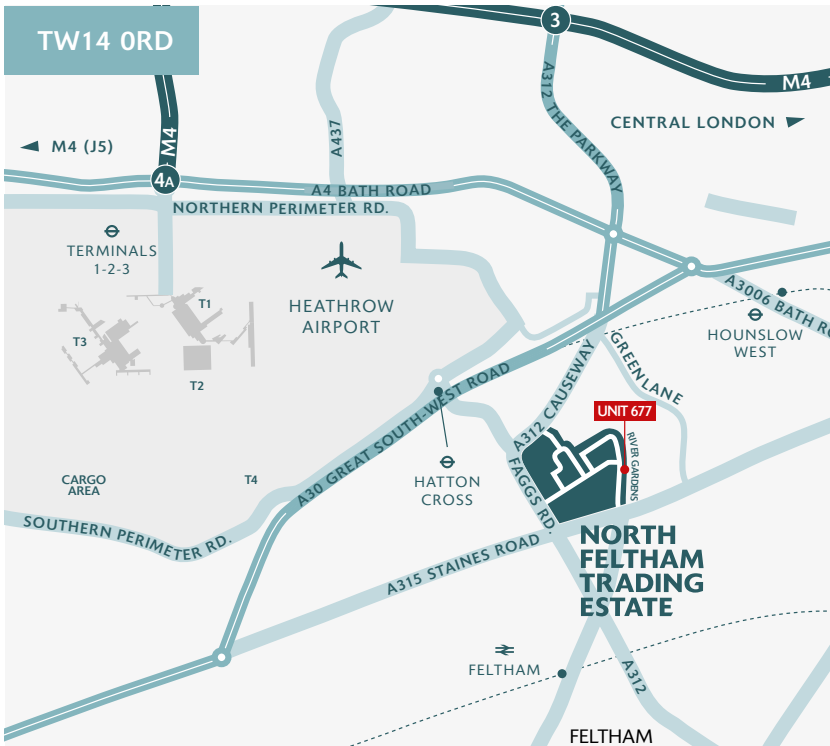 TW14 0RD
3
M4
M4
A312 THE PARKWAY
CENTRAL LONDON
A437
M4 (J5)
4A
A4 BATH ROAD
NORTHERN PERIMETER RD.
TERMINALS
1-2-3
A3006 BATH RO
HEATHROW
AIRPORT
T1
T3
T2
HOUNSLOW
WEST
GREEN LANE
A312 CAUSEWAY
A30 GREAT SOUTH-WEST ROAD
UNIT 677
RIVER GARDENS
CARGO
AREA
T4
HATTON
CROSS
FAGGS RD.
SOUTHERN PERIMETER RD.
NORTH
FELTHAM
TRADING
ESTATE
A315 STAINES ROAD
FELTHAM
A312
FELTHAM